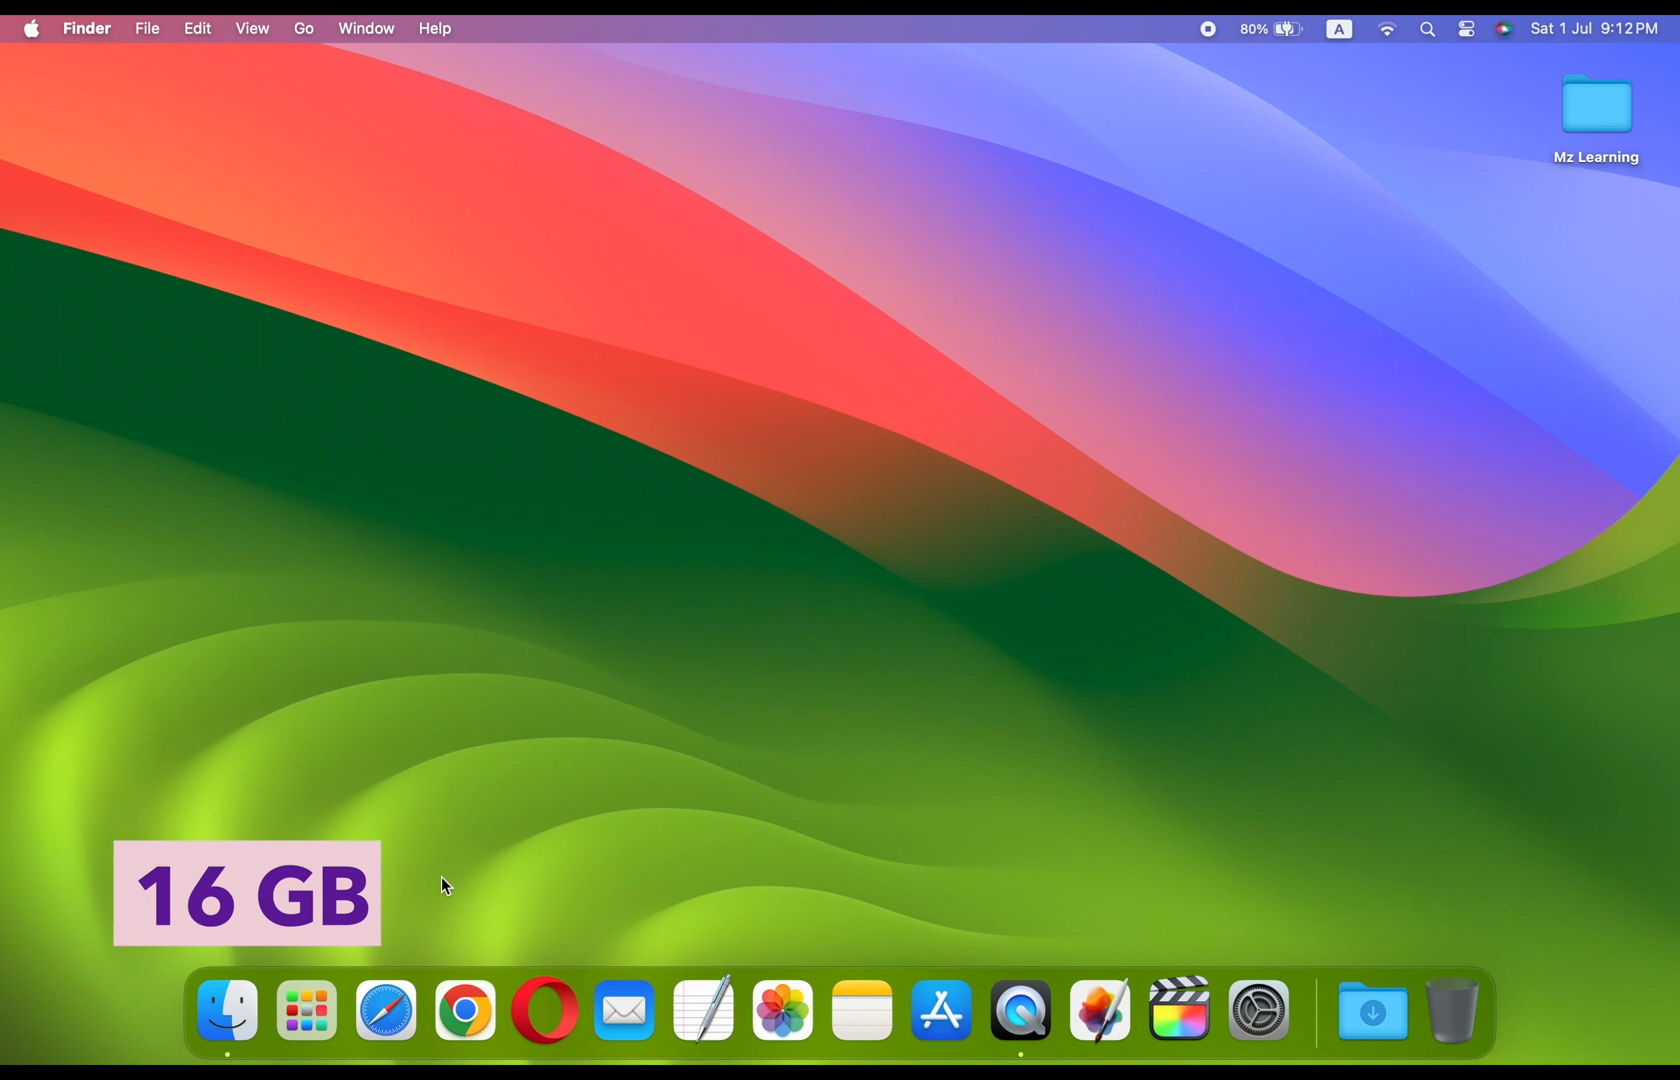 Finder File Edit View Go Window Help 80% A Sat 1 Jul 9:12 PM
Mz Learning
16 GB